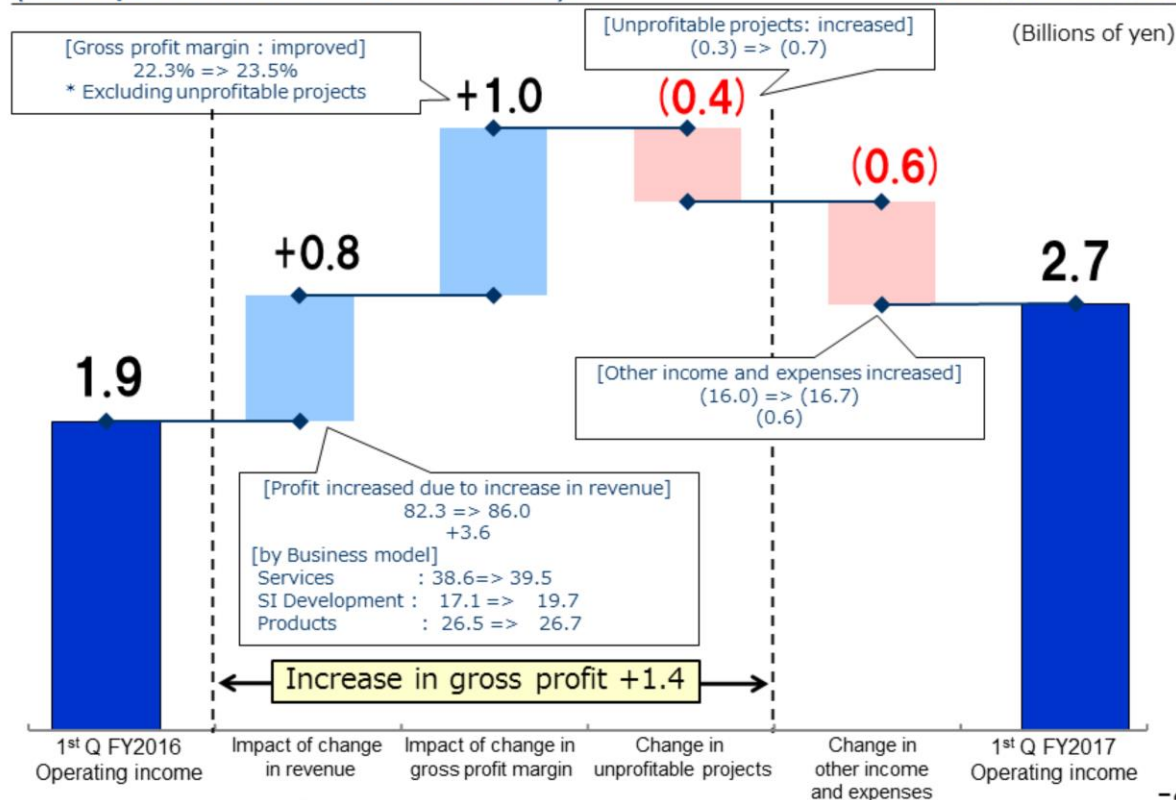 (Billions of yen)
[Gross profit margin : improved]
22.3% => 23.5%
* Excluding unprofitable projects
[Unprofitable projects: increased]
(0.3) => (0.7)
1.9
+0.8
+1.0
(0.4)
(0.6)
2.7
[Other income and expenses increased]
(16.0) => (16.7)
(0.6)
[Profit increased due to increase in revenue]
82.3 => 86.0
+3.6
[by Business model]
Services : 38.6=> 39.5
SI Development : 17.1 => 19.7
Products : 26.5 => 26.7
Increase in gross profit +1.4
1st Q FY2016
Operating income
Impact of change
in revenue
Impact of change in
gross profit margin
Change in
unprofitable projects
Change in
other income
and expenses
1st Q FY2017
Operating income